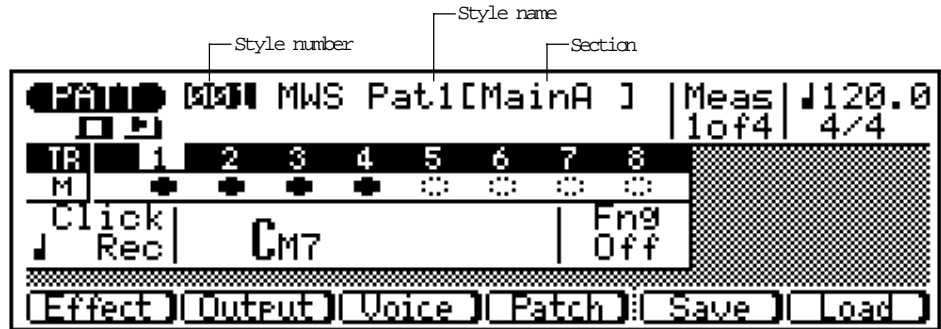 Style name
Style number
Section
PATT 001 MWS Pat1[MainA ] Meas ♩120.0
1of4 4/4
TR 1 2 3 4 5 6 7 8
M
Click
♩ Rec CM7 Fng
Off
Effect Output Voice Patch Save Load